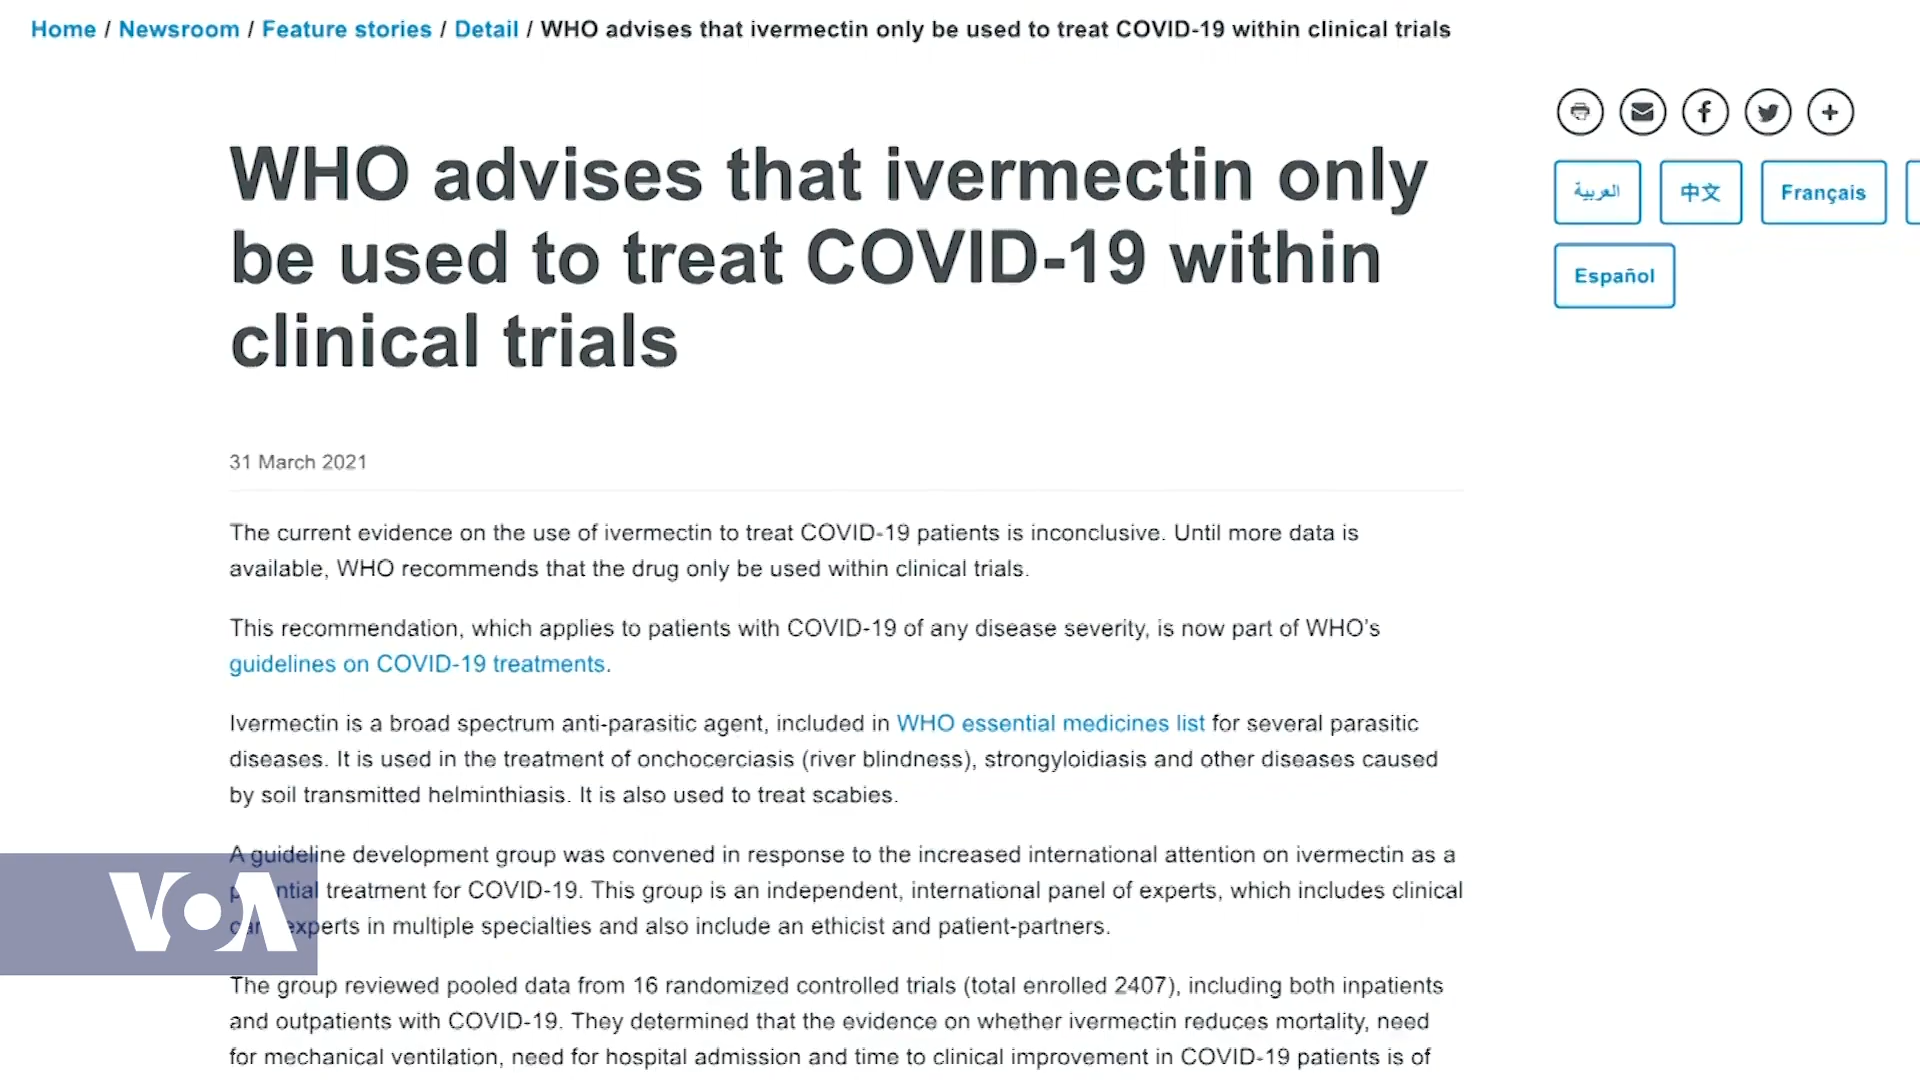 Home / Newsroom / Feature stories / Detail / WHO advises that ivermectin only be used to treat COVID-19 within clinical trials
العربية
中文
Français
Español
WHO advises that ivermectin only
be used to treat COVID-19 within
clinical trials
31 March 2021
The current evidence on the use of ivermectin to treat COVID-19 patients is inconclusive. Until more data is
available, WHO recommends that the drug only be used within clinical trials.
This recommendation, which applies to patients with COVID-19 of any disease severity, is now part of WHO's
guidelines on COVID-19 treatments.
Ivermectin is a broad spectrum anti-parasitic agent, included in WHO essential medicines list for several parasitic
diseases. It is used in the treatment of onchocerciasis (river blindness), strongyloidiasis and other diseases caused
by soil transmitted helminthiasis. It is also used to treat scabies.
A guideline development group was convened in response to the increased international attention on ivermectin as a
treatment for COVID-19. This group is an independent, international panel of experts, which includes clinical
experts in multiple specialties and also include an ethicist and patient-partners.
The group reviewed pooled data from 16 randomized controlled trials (total enrolled 2407), including both inpatients
and outpatients with COVID-19. They determined that the evidence on whether ivermectin reduces mortality, need
for mechanical ventilation, need for hospital admission and time to clinical improvement in COVID-19 patients is of
VOA